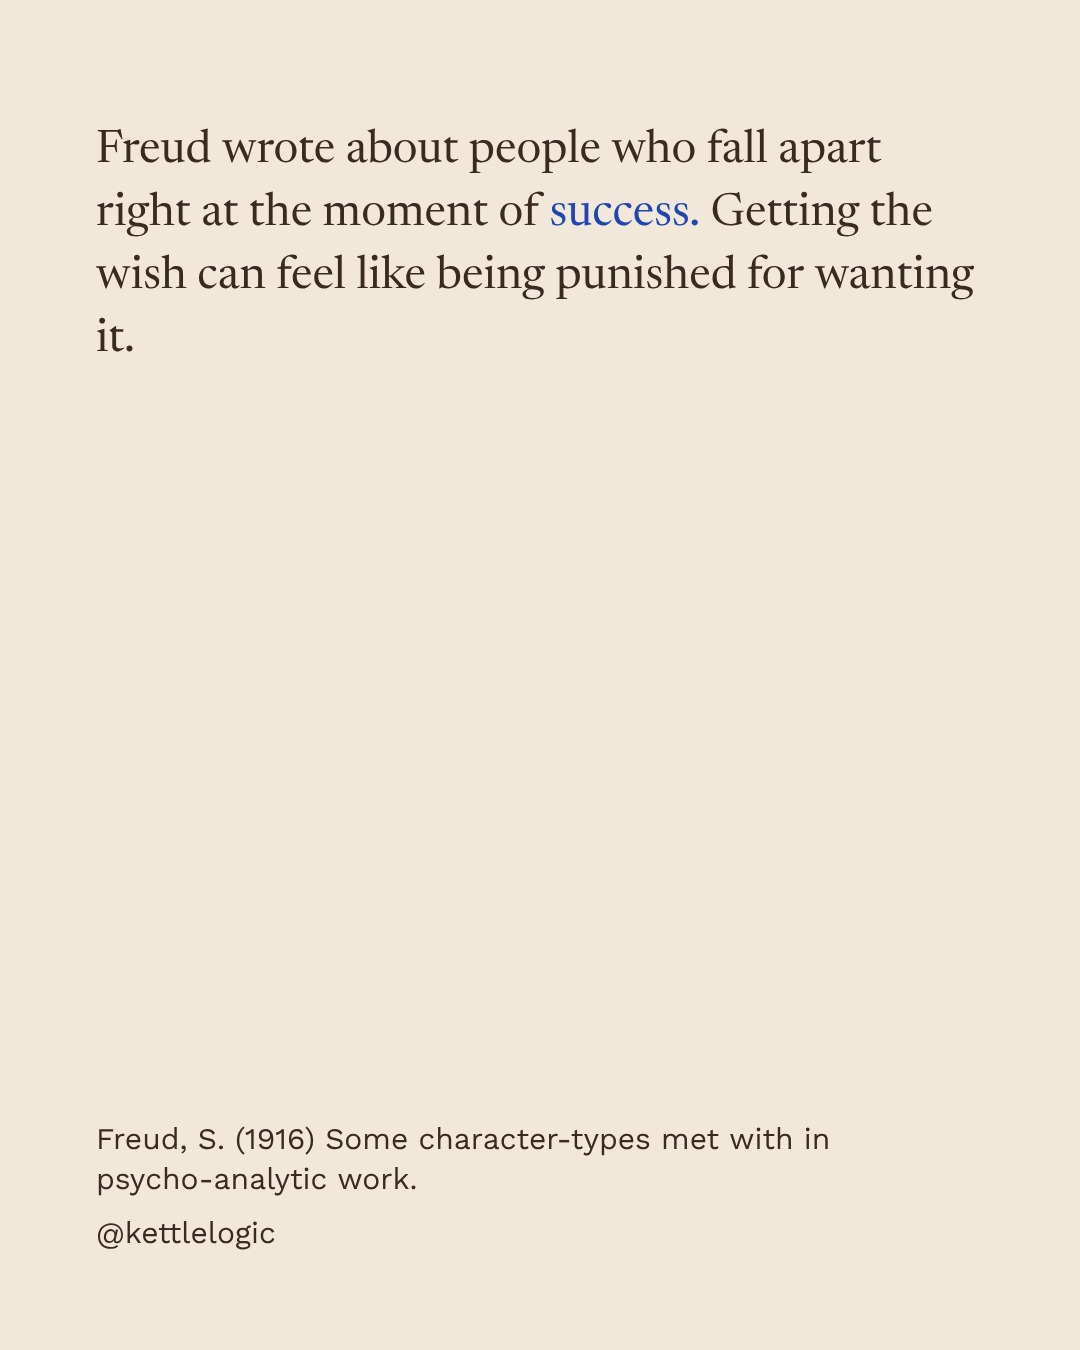 Freud wrote about people who fall apart
right at the moment of success. Getting the
wish can feel like being punished for wanting
it.
Freud, S. (1916) Some character-types met with in
psycho-analytic work.
@kettlelogic